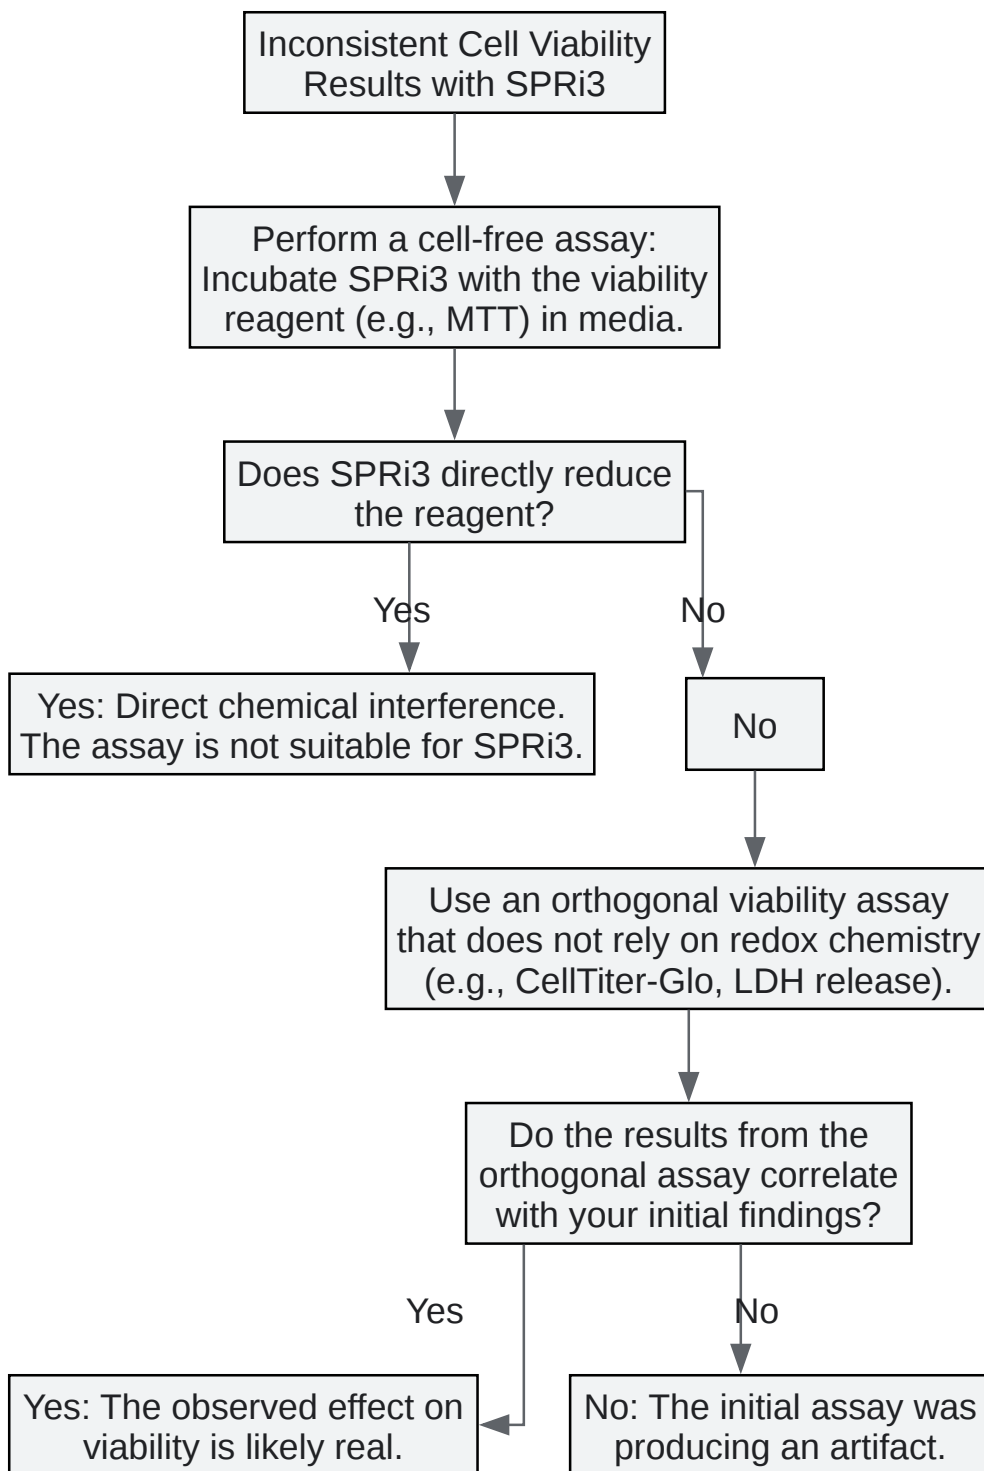 Inconsistent Cell Viability
Results with SPRi3
Perform a cell-free assay:
Incubate SPRi3 with the viability
reagent (e.g., MTT) in media.
Does SPRi3 directly reduce
the reagent?
Yes
No
Yes: Direct chemical interference.
The assay is not suitable for SPRi3.
No
Use an orthogonal viability assay
that does not rely on redox chemistry
(e.g., CellTiter-Glo, LDH release).
Do the results from the
orthogonal assay correlate
with your initial findings?
Yes
No
Yes: The observed effect on
viability is likely real.
No: The initial assay was
producing an artifact.